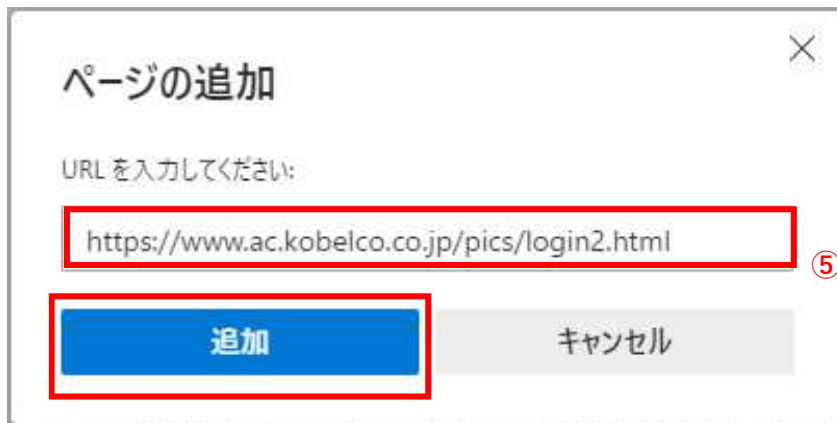 ページの追加
URL を入力してください:
https://www.ac.kobelco.co.jp/pics/login2.html
⑤
追加
キャンセル